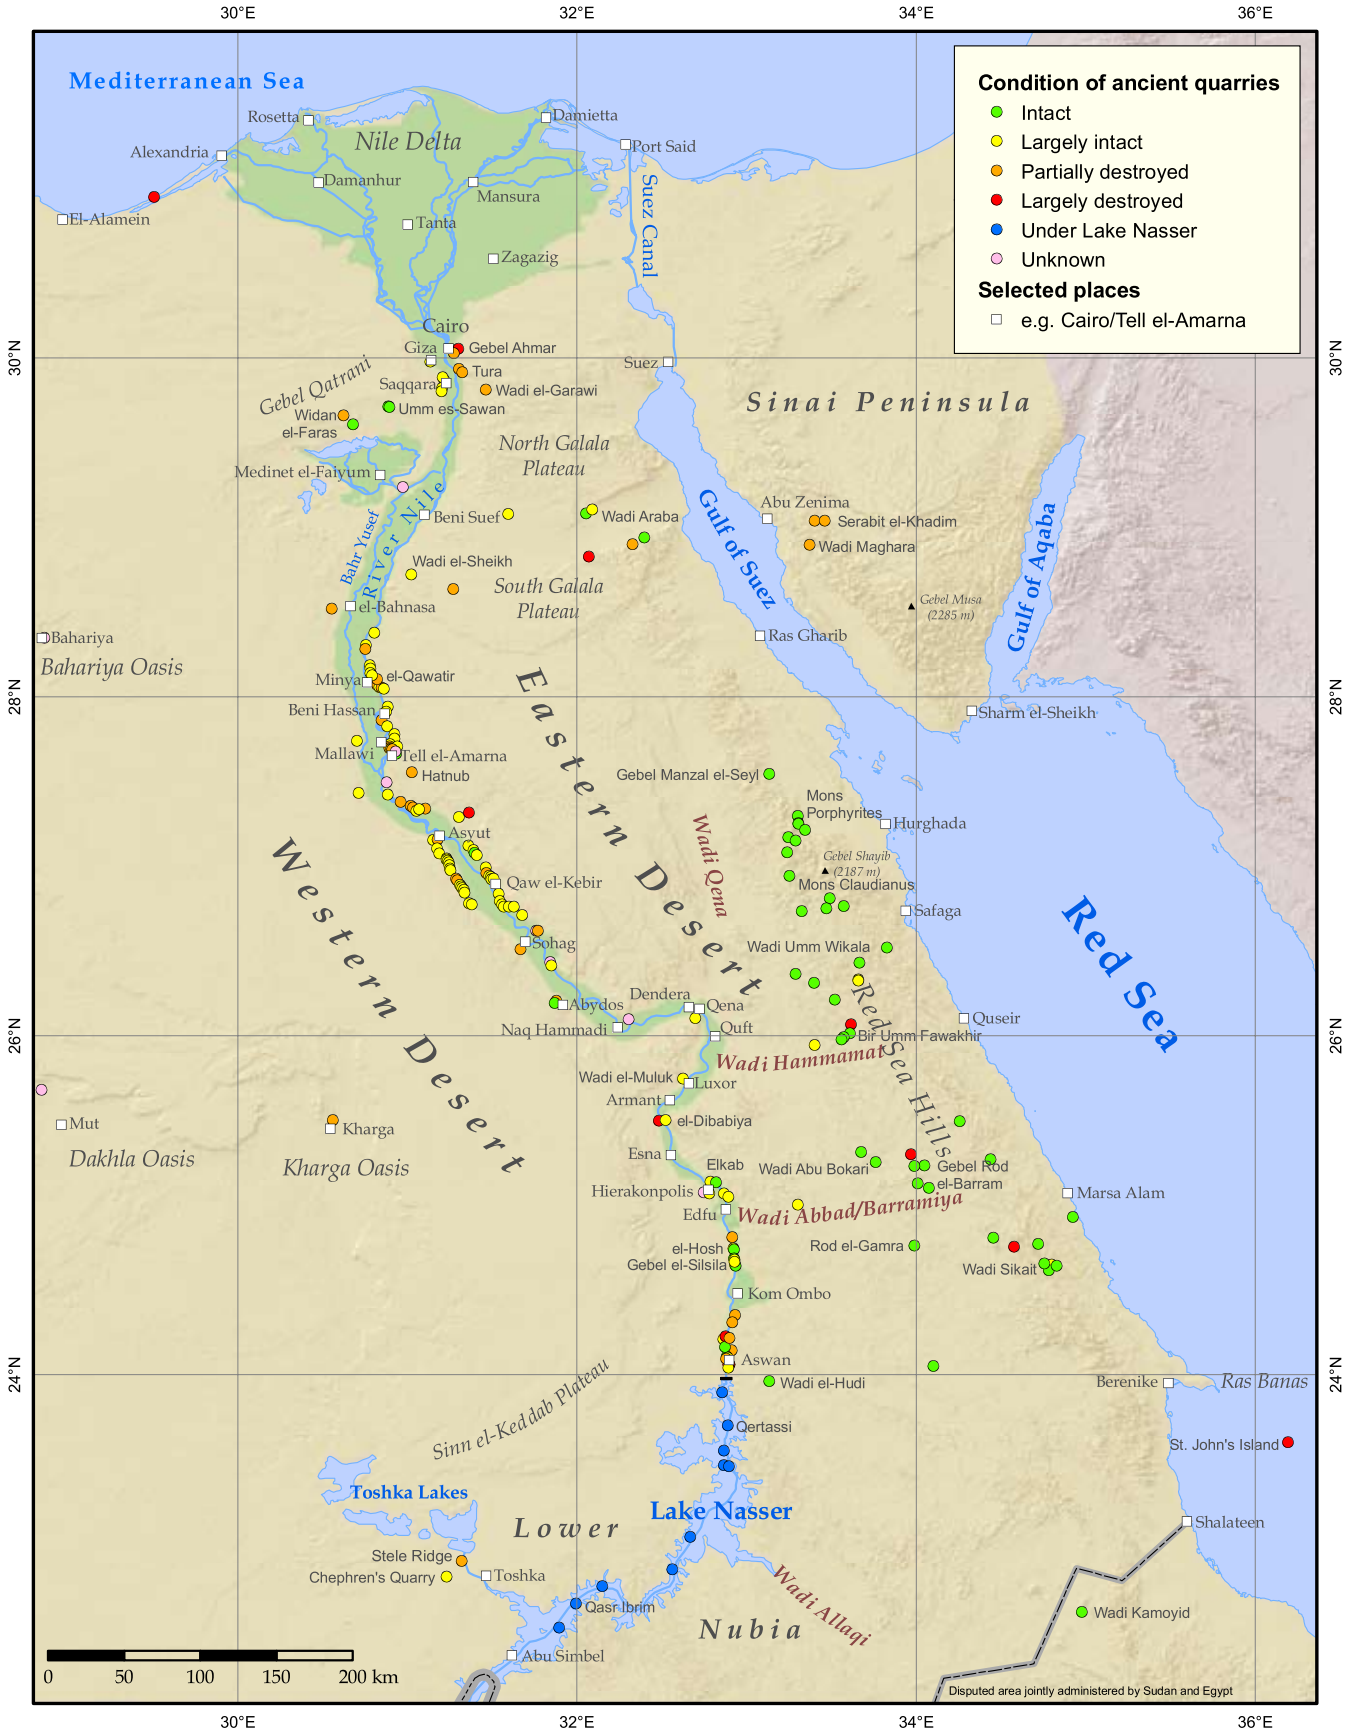 30°E
32°E
34°E
36°E
Mediterranean Sea
Condition of ancient quarries
Intact
Largely intact
Partially destroyed
Largely destroyed
Under Lake Nasser
Unknown
Selected places
e.g. Cairo/Tell el-Amarna
Rosetta
Damietta
Nile Delta
Alexandria
Port Said
Damanhur
Mansura
El-Alamein
Tanta
Suez Canal
Zagazig
Cairo
30°N
Giza
Gebel Ahmar
Suez
30°N
Gebel Qatrani
Saqqara
Tura
Wadi el-Garawi
Sinai Peninsula
Widan
el-Faras
Umm es-Sawan
North Galala
Plateau
Medinet el-Faiyum
Gulf of Suez
Abu Zenima
Beni Suef
Wadi Araba
Serabit el-Khadim
Wadi Maghara
Gulf of Aqaba
Bahr Yusef
River Nile
Wadi el-Sheikh
South Galala
Plateau
Gebel Musa
(2285 m)
el-Bahnasa
Bahariya
Bahariya Oasis
Ras Gharib
Minya
el-Qawatir
28°N
28°N
Beni Hassan
Sharm el-Sheikh
Mallawi
Tell el-Amarna
Hatnub
Eastern Desert
Gebel Manzal el-Seyl
Mons
Porphyrites
Hurghada
Asyut
Wadi Qena
Gebel Shayib
(2187 m)
Mons Claudianus
Western Desert
Qaw el-Kebir
Safaga
Red Sea
Sohag
Wadi Umm Wikala
Abydos
Dendera
Qena
Naq Hammadi
Quft
Quseir
26°N
26°N
Bir Umm Fawakhir
Red Sea Hills
Wadi Hammamat
Wadi el-Muluk
Luxor
Armant
Mut
Kharga
el-Dibabiya
Dakhla Oasis
Kharga Oasis
Esna
Elkab
Wadi Abu Bokari
Gebel Rod
el-Barram
Hierakonpolis
Marsa Alam
Edfu
Wadi Abbad/Barramiya
el-Hosh
Rod el-Gamra
Gebel el-Silsila
Wadi Sikait
Kom Ombo
Aswan
24°N
24°N
Wadi el-Hudi
Berenike
Ras Banas
Sinn el-Keddab Plateau
Qertassi
St. John's Island
Toshka Lakes
Lake Nasser
Lower
Shalateen
Stele Ridge
Chephren's Quarry
Toshka
Wadi Allaqi
Qasr Ibrim
Wadi Kamoyid
Nubia
Abu Simbel
0 50 100 150 200 km
Disputed area jointly administered by Sudan and Egypt
30°E
32°E
34°E
36°E